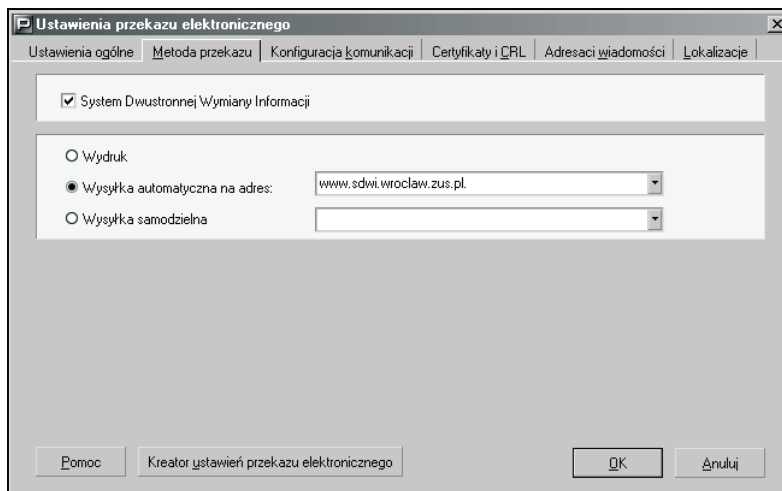 Ustawienia przekazu elektronicznego
Ustawienia ogólne Metoda przekazu Konfiguracja komunikacji Certyfikaty i CRL Adresaci wiadomości Lokalizacje
System Dwustronnej Wymiany Informacji
Wydruk
Wysyłka automatyczna na adres: www.sdwi.wroclaw.zus.pl.
Wysyłka samodzielna
Pomoc Kreator ustawień przekazu elektronicznego OK Anuluj